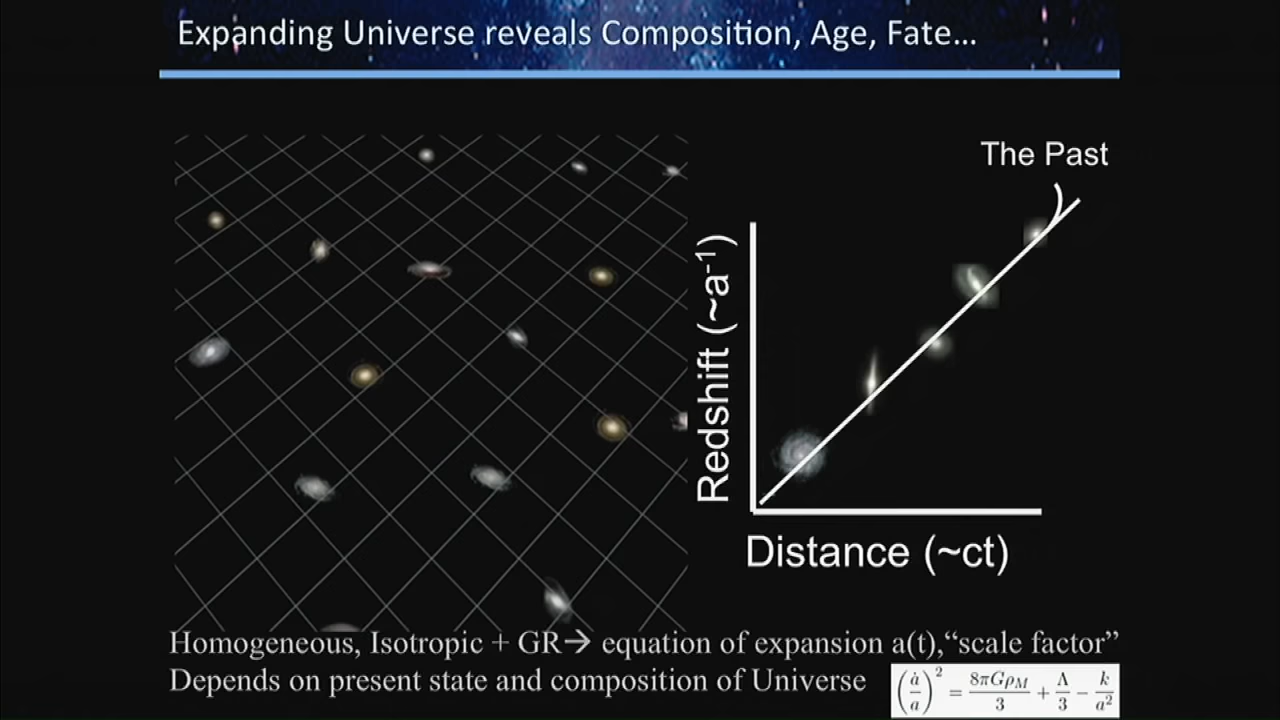 Expanding Universe reveals Composition, Age, Fate…
The Past
Redshift (~a⁻¹)
Distance (~ct)
Homogeneous, Isotropic + GR→ equation of expansion a(t),“scale factor”
Depends on present state and composition of Universe
(ȧ/a)² = 8πGρ_M/3 + Λ/3 − k/a²